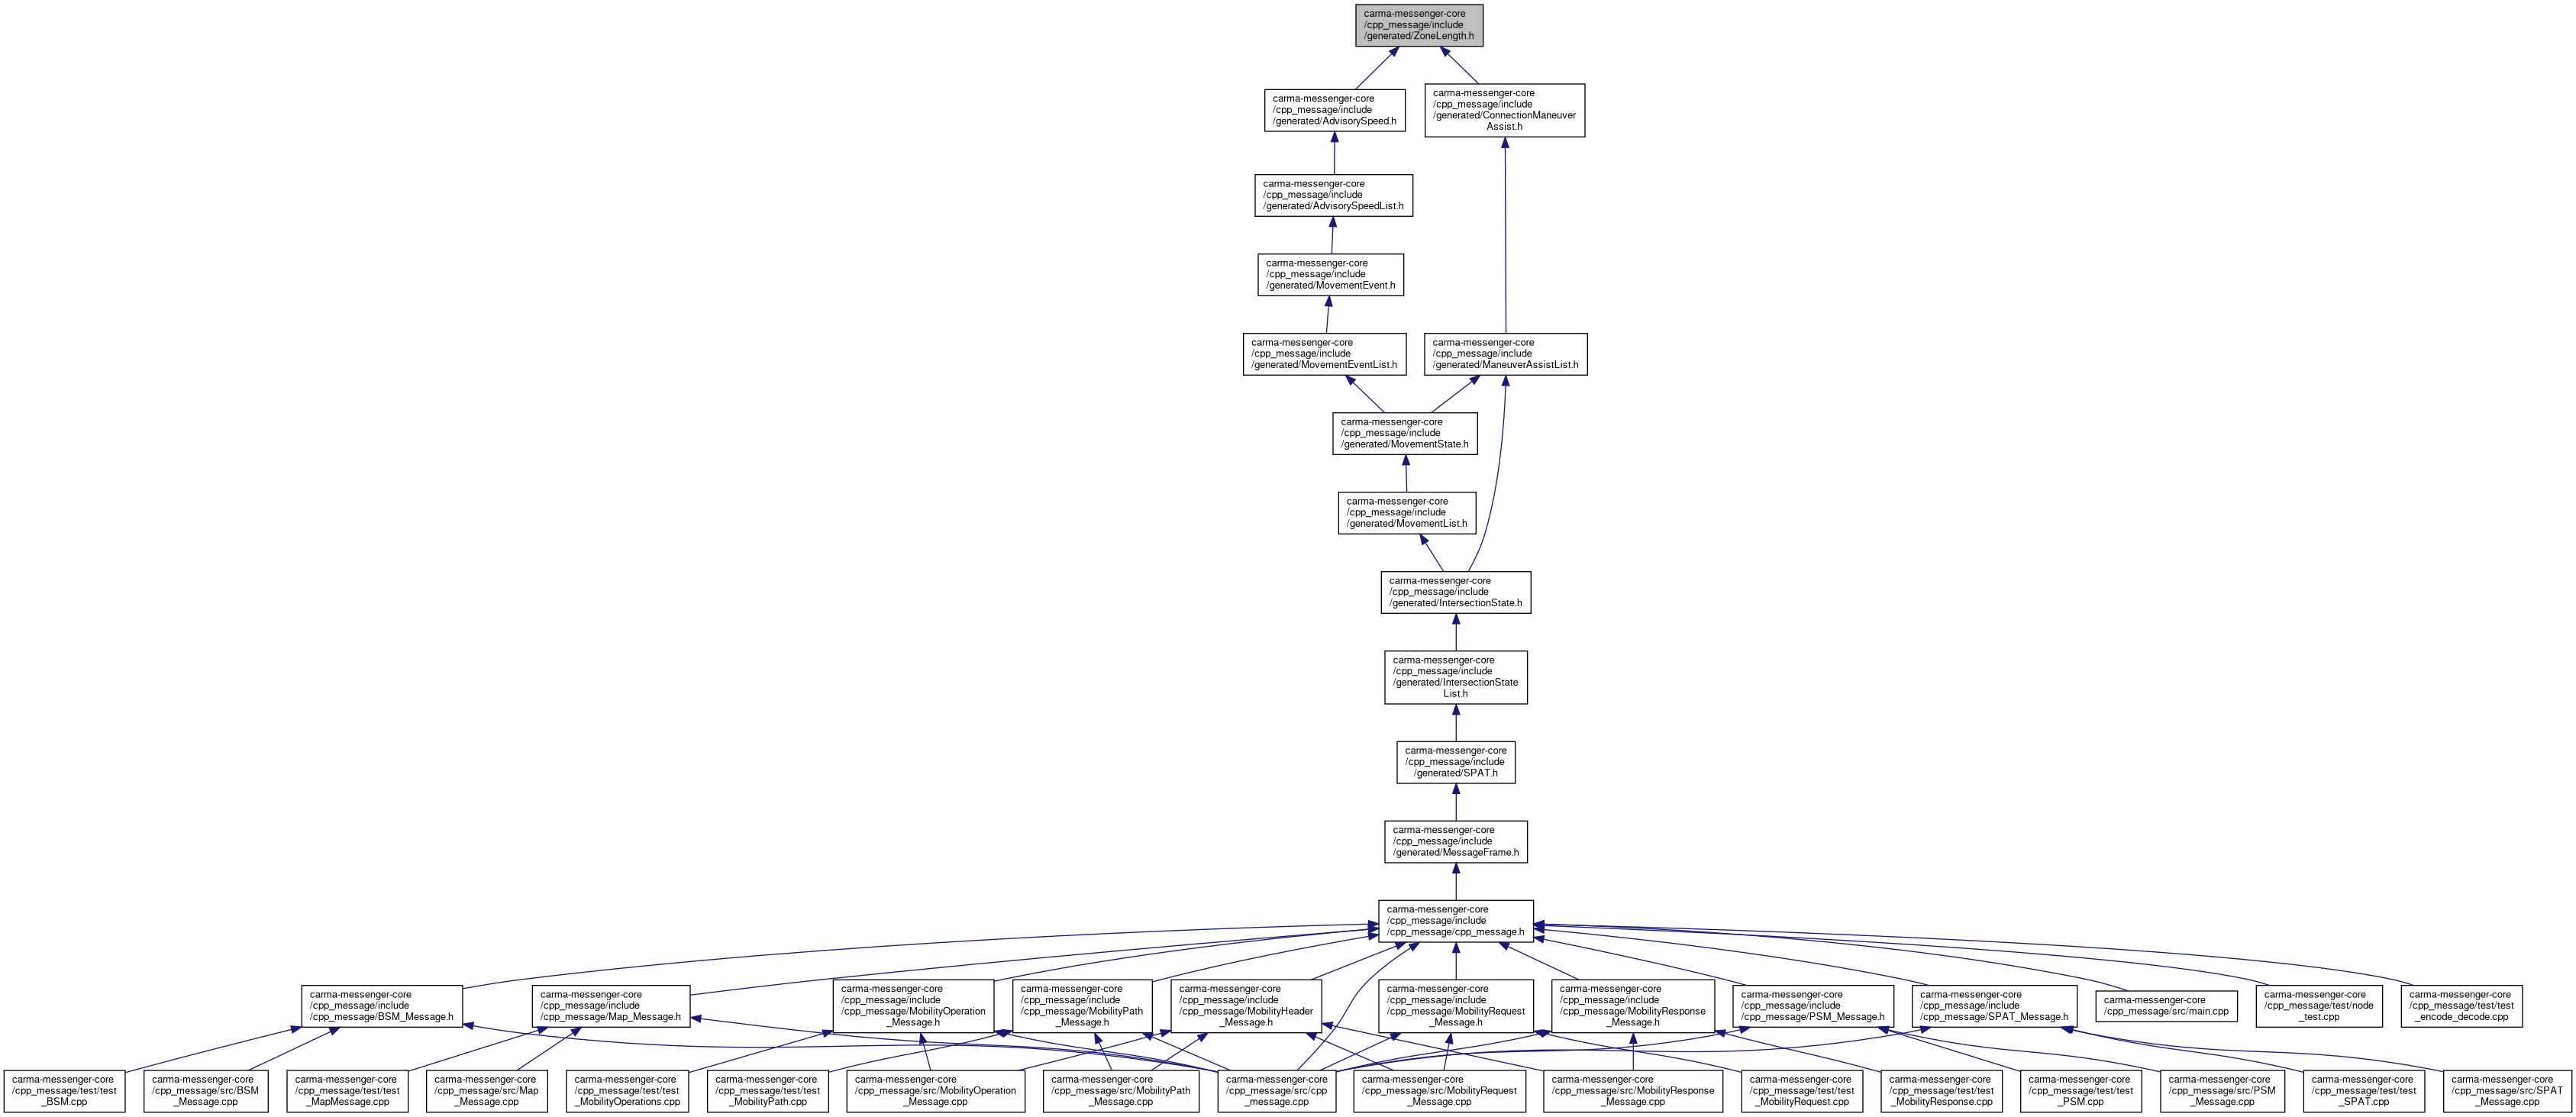 carma-messenger-core
/cpp_message/include
/generated/ZoneLength.h
carma-messenger-core
/cpp_message/include
/generated/AdvisorySpeed.h
carma-messenger-core
/cpp_message/include
/generated/ConnectionManeuver
Assist.h
carma-messenger-core
/cpp_message/include
/generated/AdvisorySpeedList.h
carma-messenger-core
/cpp_message/include
/generated/MovementEvent.h
carma-messenger-core
/cpp_message/include
/generated/MovementEventList.h
carma-messenger-core
/cpp_message/include
/generated/ManeuverAssistList.h
carma-messenger-core
/cpp_message/include
/generated/MovementState.h
carma-messenger-core
/cpp_message/include
/generated/MovementList.h
carma-messenger-core
/cpp_message/include
/generated/IntersectionState.h
carma-messenger-core
/cpp_message/include
/generated/IntersectionState
List.h
carma-messenger-core
/cpp_message/include
/generated/SPAT.h
carma-messenger-core
/cpp_message/include
/generated/MessageFrame.h
carma-messenger-core
/cpp_message/include
/cpp_message/cpp_message.h
carma-messenger-core
/cpp_message/include
/cpp_message/BSM_Message.h
carma-messenger-core
/cpp_message/include
/cpp_message/Map_Message.h
carma-messenger-core
/cpp_message/include
/cpp_message/MobilityOperation
_Message.h
carma-messenger-core
/cpp_message/include
/cpp_message/MobilityPath
_Message.h
carma-messenger-core
/cpp_message/include
/cpp_message/MobilityHeader
_Message.h
carma-messenger-core
/cpp_message/include
/cpp_message/MobilityRequest
_Message.h
carma-messenger-core
/cpp_message/include
/cpp_message/MobilityResponse
_Message.h
carma-messenger-core
/cpp_message/include
/cpp_message/PSM_Message.h
carma-messenger-core
/cpp_message/include
/cpp_message/SPAT_Message.h
carma-messenger-core
/cpp_message/src/main.cpp
carma-messenger-core
/cpp_message/test/node
_test.cpp
carma-messenger-core
/cpp_message/test/test
_encode_decode.cpp
carma-messenger-core
/cpp_message/test/test
_BSM.cpp
carma-messenger-core
/cpp_message/src/BSM
_Message.cpp
carma-messenger-core
/cpp_message/test/test
_MapMessage.cpp
carma-messenger-core
/cpp_message/src/Map
_Message.cpp
carma-messenger-core
/cpp_message/test/test
_MobilityOperations.cpp
carma-messenger-core
/cpp_message/test/test
_MobilityPath.cpp
carma-messenger-core
/cpp_message/src/MobilityOperation
_Message.cpp
carma-messenger-core
/cpp_message/src/MobilityPath
_Message.cpp
carma-messenger-core
/cpp_message/src/cpp
_message.cpp
carma-messenger-core
/cpp_message/src/MobilityRequest
_Message.cpp
carma-messenger-core
/cpp_message/src/MobilityResponse
_Message.cpp
carma-messenger-core
/cpp_message/test/test
_MobilityRequest.cpp
carma-messenger-core
/cpp_message/test/test
_MobilityResponse.cpp
carma-messenger-core
/cpp_message/test/test
_PSM.cpp
carma-messenger-core
/cpp_message/src/PSM
_Message.cpp
carma-messenger-core
/cpp_message/test/test
_SPAT.cpp
carma-messenger-core
/cpp_message/src/SPAT
_Message.cpp